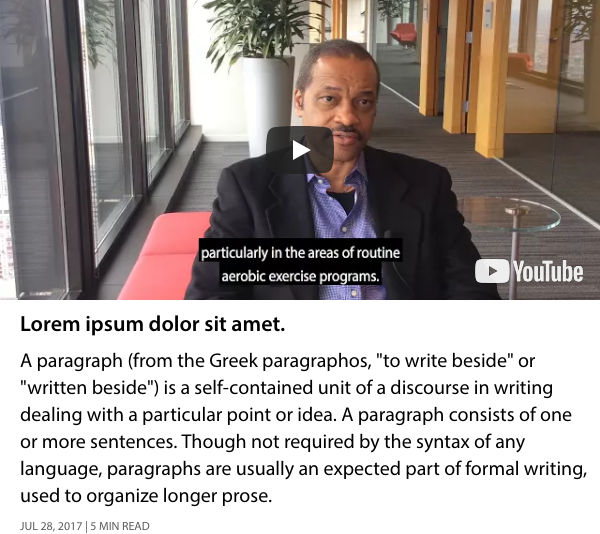 particularly in the areas of routine
aerobic exercise programs.
YouTube
Lorem ipsum dolor sit amet.
A paragraph (from the Greek paragraphos, "to write beside" or
"written beside") is a self-contained unit of a discourse in writing
dealing with a particular point or idea. A paragraph consists of one
or more sentences. Though not required by the syntax of any
language, paragraphs are usually an expected part of formal writing,
used to organize longer prose.
JUL 28, 2017 | 5 MIN READ